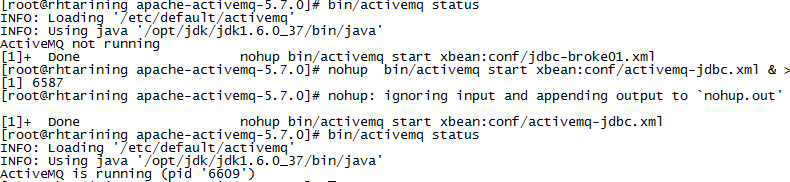 [root@rhtarining apache-activemq-5.7.0]# bin/activemq status
INFO: Loading '/etc/default/activemq'
INFO: Using java '/opt/jdk/jdk1.6.0_37/bin/java'
ActiveMQ not running
[1]+  Done                    nohup bin/activemq start xbean:conf/jdbc-broke01.xml
[root@rhtarining apache-activemq-5.7.0]# nohup  bin/activemq start xbean:conf/activemq-jdbc.xml & >
[1] 6587
[root@rhtarining apache-activemq-5.7.0]# nohup: ignoring input and appending output to `nohup.out'
[1]+  Done                    nohup bin/activemq start xbean:conf/activemq-jdbc.xml
[root@rhtarining apache-activemq-5.7.0]# bin/activemq status
INFO: Loading '/etc/default/activemq'
INFO: Using java '/opt/jdk/jdk1.6.0_37/bin/java'
ActiveMQ is running (pid '6609')